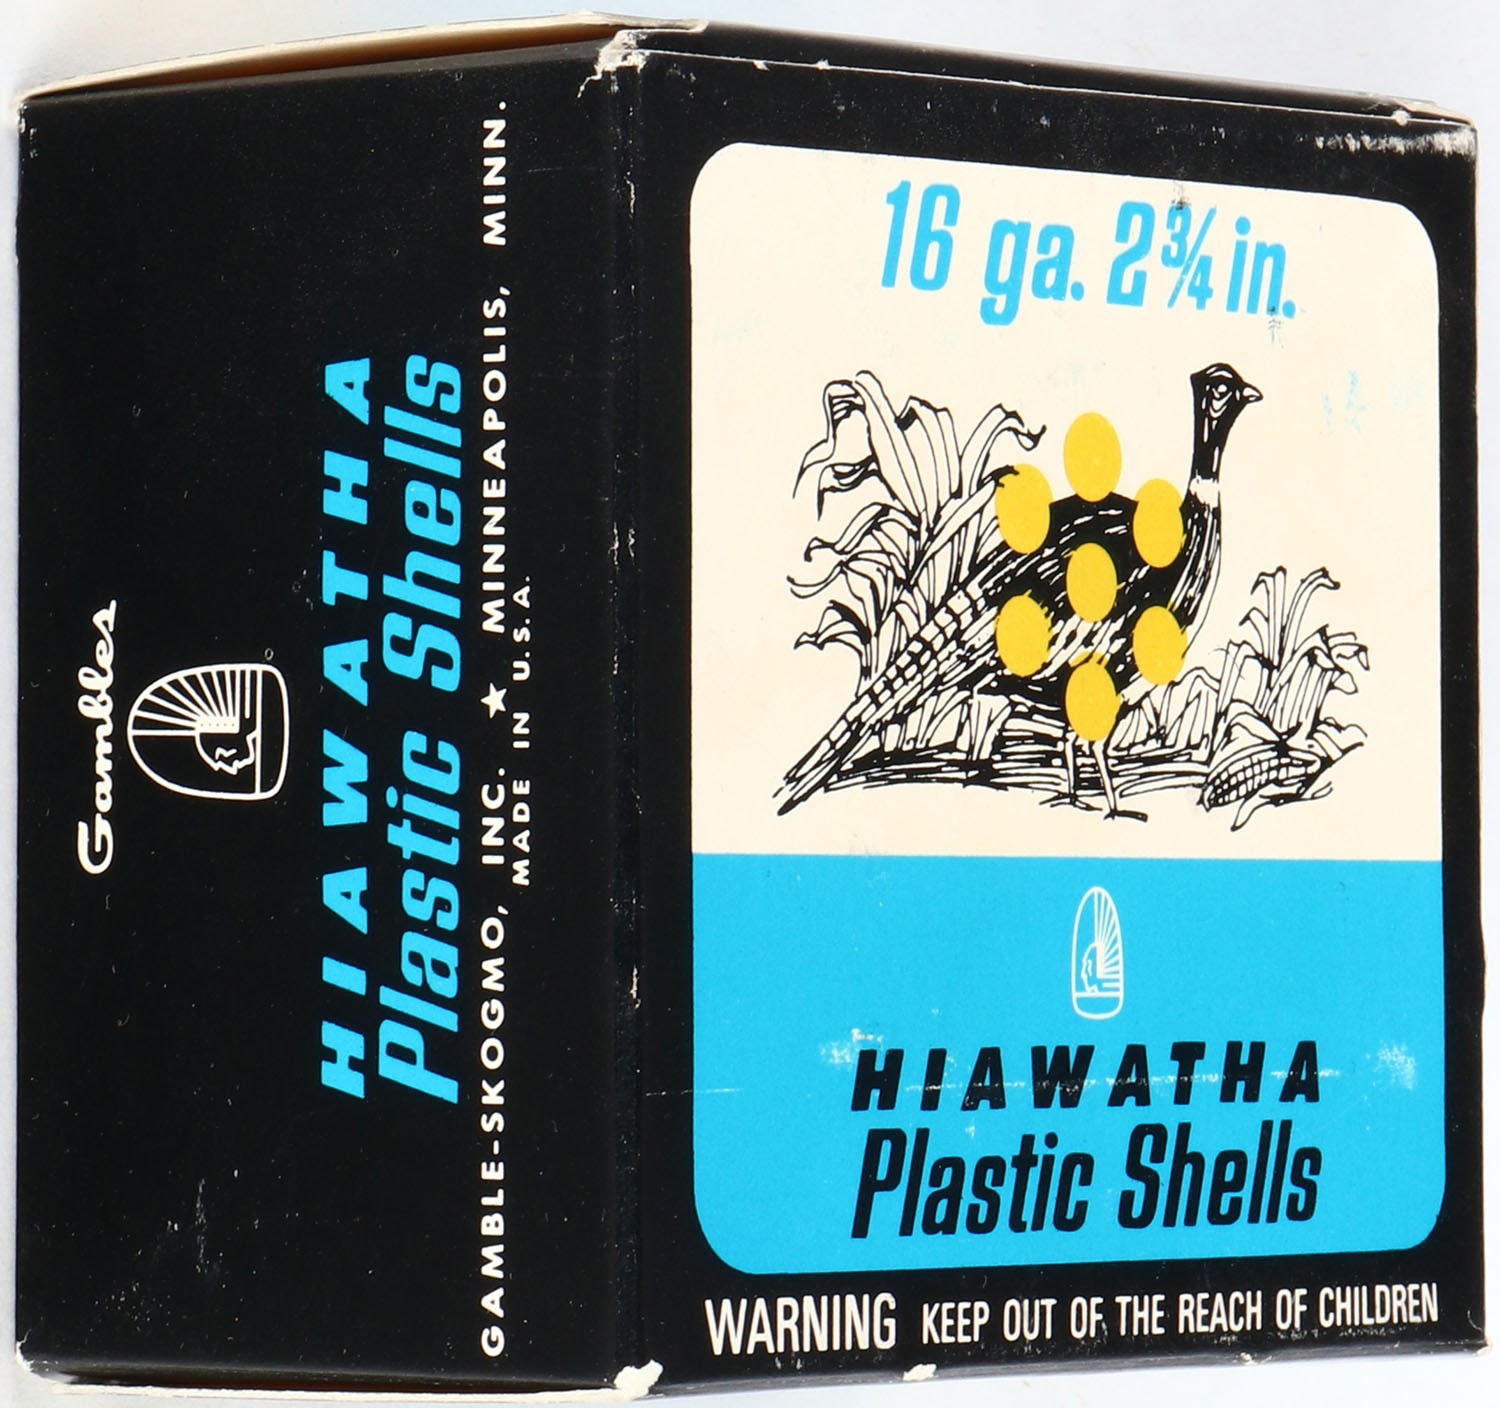 Gambles
HIAWATHA
Plastic Shells
GAMBLE-SKOGMO, INC. ★ MINNEAPOLIS, MINN.
MADE IN U.S.A.
16 ga. 2¾ in.
HIAWATHA
Plastic Shells
WARNING KEEP OUT OF THE REACH OF CHILDREN